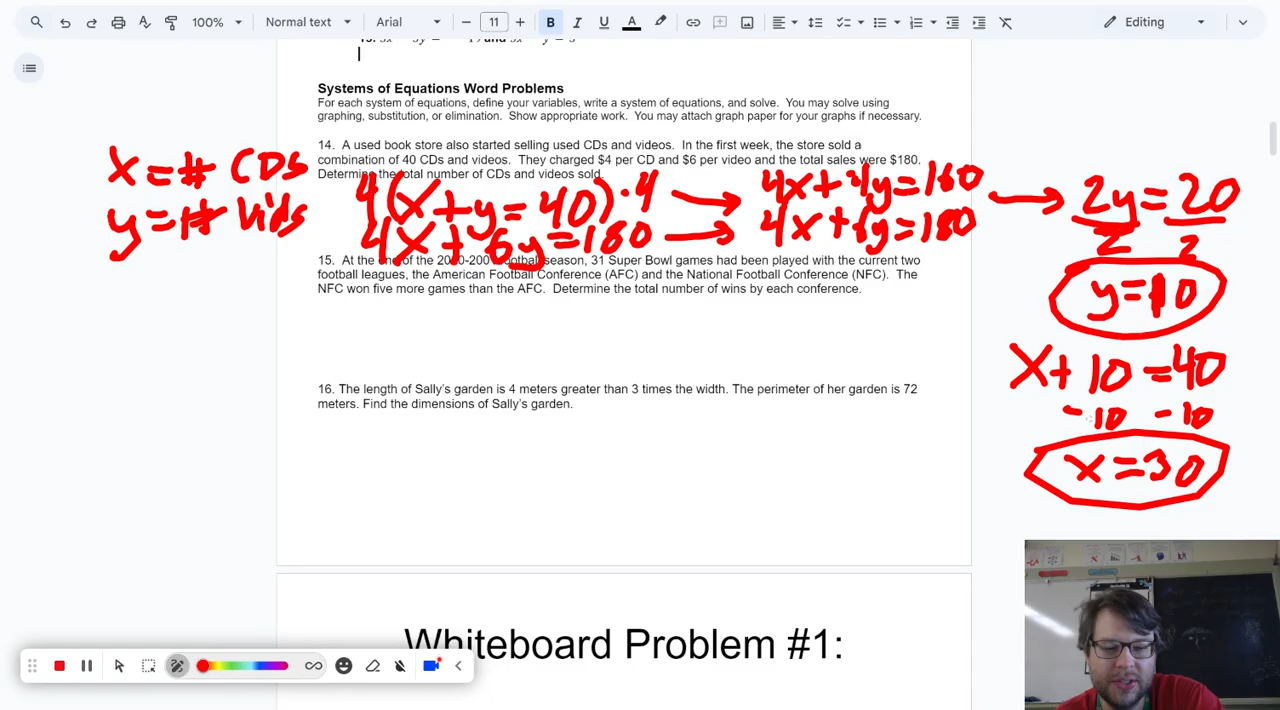 100%
Normal text
Arial
11
B
I
U
A
Editing
Systems of Equations Word Problems
For each system of equations, define your variables, write a system of equations, and solve. You may solve using
graphing, substitution, or elimination. Show appropriate work. You may attach graph paper for your graphs if necessary.
14. A used book store also started selling used CDs and videos. In the first week, the store sold a
combination of 40 CDs and videos. They charged $4 per CD and $6 per video and the total sales were $180.
Determine the total number of CDs and videos sold.
x = # CDs
y = # vids
4(x + y = 40) · 4
4x + 6y = 180
4x + 4y = 160
4x + 6y = 180
2y = 20
2 2
y = 10
x + 10 = 40
- 10 - 10
x = 30
15. At the end of the football season, 31 Super Bowl games had been played with the current two
football leagues, the American Football Conference (AFC) and the National Football Conference (NFC). The
NFC won five more games than the AFC. Determine the total number of wins by each conference.
16. The length of Sally's garden is 4 meters greater than 3 times the width. The perimeter of her garden is 72
meters. Find the dimensions of Sally's garden.
Whiteboard Problem #1: